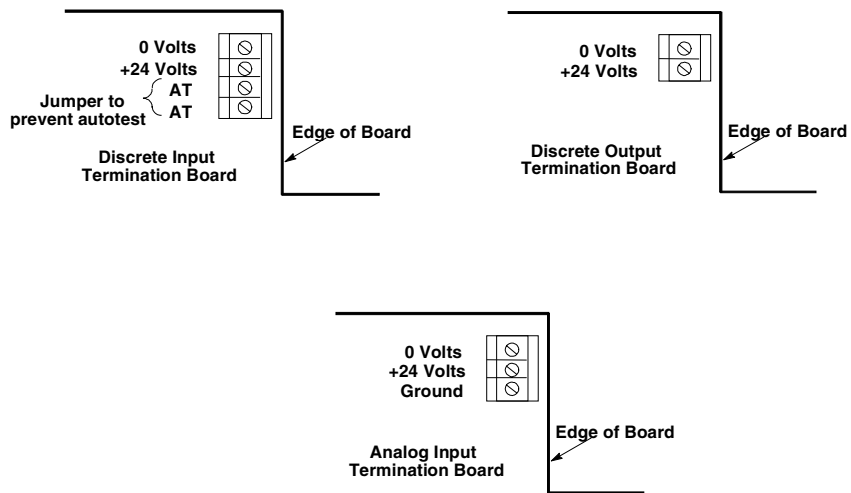 0 Volts
+24 Volts
AT
AT
Jumper to
prevent autotest
Edge of Board
Discrete Input
Termination Board
0 Volts
+24 Volts
Edge of Board
Discrete Output
Termination Board
0 Volts
+24 Volts
Ground
Edge of Board
Analog Input
Termination Board